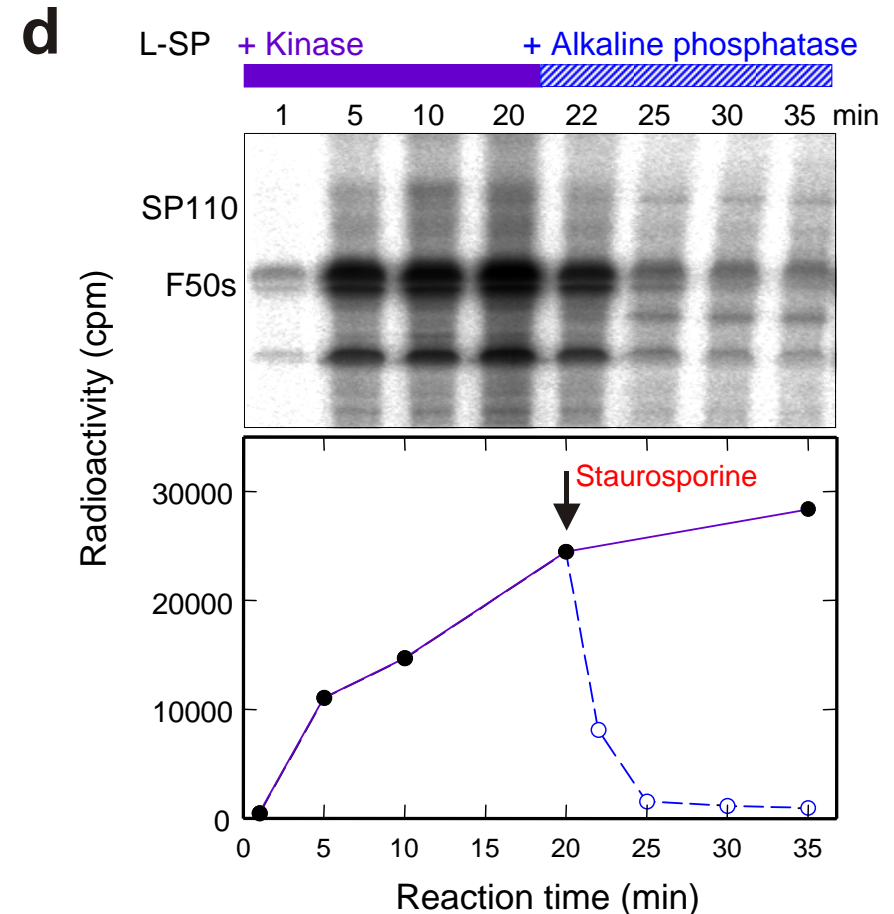 d
L-SP + Kinase + Alkaline phosphatase
1 5 10 20 22 25 30 35 min
SP110
F50s
Radioactivity (cpm)
Staurosporine
30000
20000
10000
0
0 5 10 15 20 25 30 35
Reaction time (min)